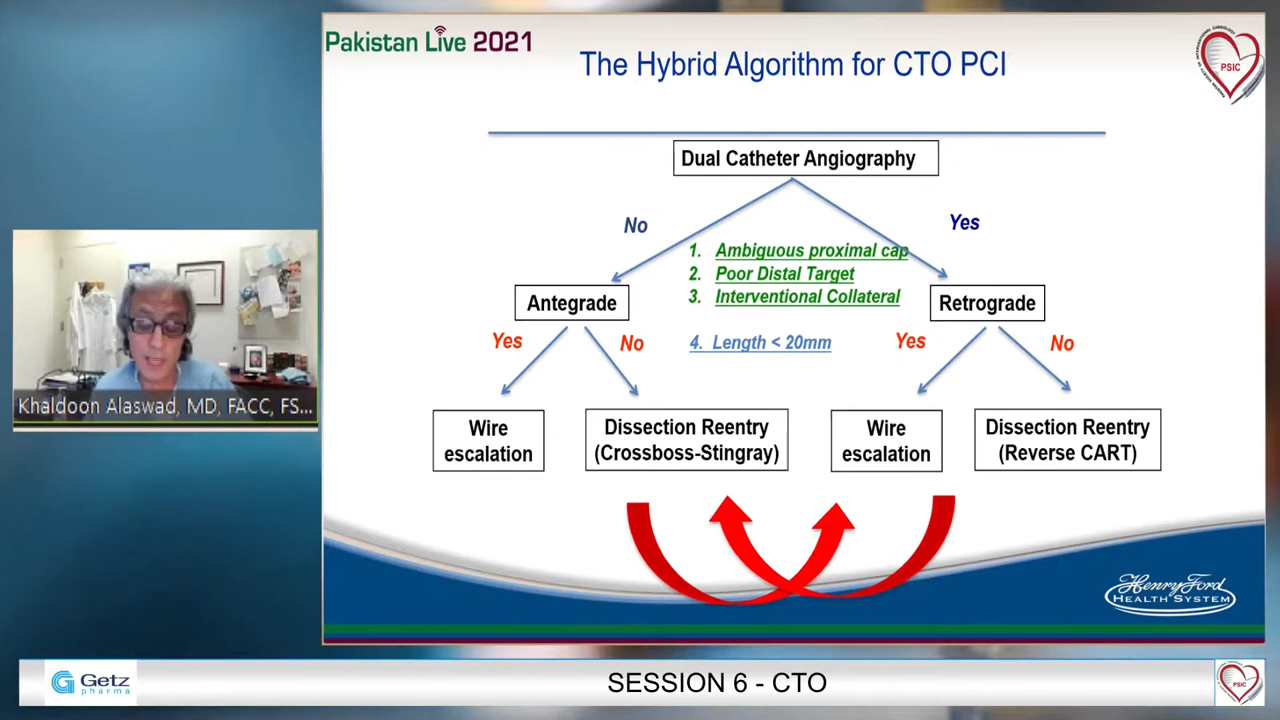 Pakistan Live 2021
The Hybrid Algorithm for CTO PCI
PSIC
Dual Catheter Angiography
No
Yes
1. Ambiguous proximal cap
2. Poor Distal Target
3. Interventional Collateral
Antegrade
Retrograde
Yes
No
4. Length < 20mm
Yes
No
Wire
escalation
Dissection Reentry
(Crossboss-Stingray)
Wire
escalation
Dissection Reentry
(Reverse CART)
Khaldoon Alaswad, MD, FACC, FS...
Henry Ford
HEALTH SYSTEM
Getz
pharma
SESSION 6 - CTO
PSIC